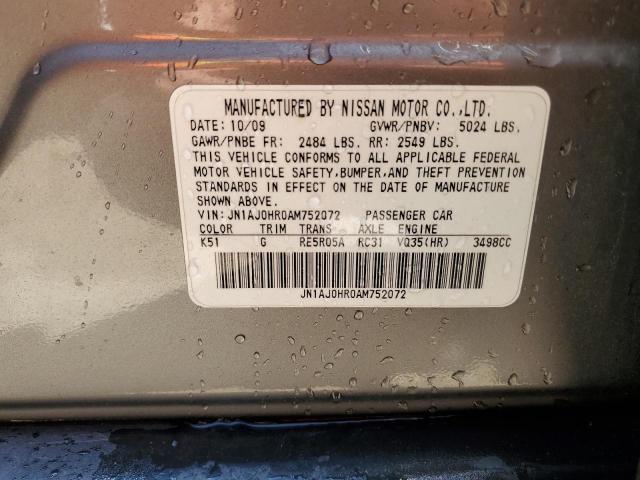 MANUFACTURED BY NISSAN MOTOR CO.,LTD.
DATE: 10/09 GVWR/PNBV: 5024 LBS.
GAWR/PNBE FR: 2484 LBS. RR: 2549 LBS.
THIS VEHICLE CONFORMS TO ALL APPLICABLE FEDERAL
MOTOR VEHICLE SAFETY,BUMPER,AND THEFT PREVENTION
STANDARDS IN EFFECT ON THE DATE OF MANUFACTURE
SHOWN ABOVE.
VIN: JN1AJ0HR0AM752072 PASSENGER CAR
COLOR TRIM TRANS AXLE ENGINE
K51 G RE5R05A RC31 VQ35(HR) 3498CC
JN1AJ0HR0AM752072